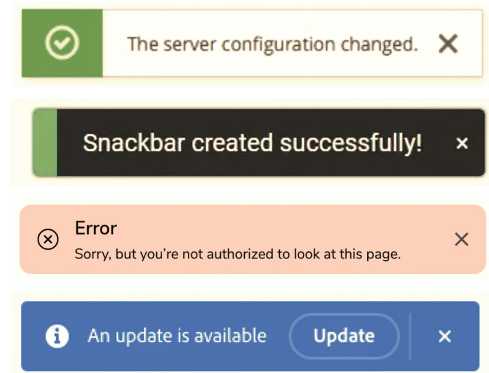 The server configuration changed.
Snackbar created successfully!
Error
Sorry, but you're not authorized to look at this page.
An update is available Update